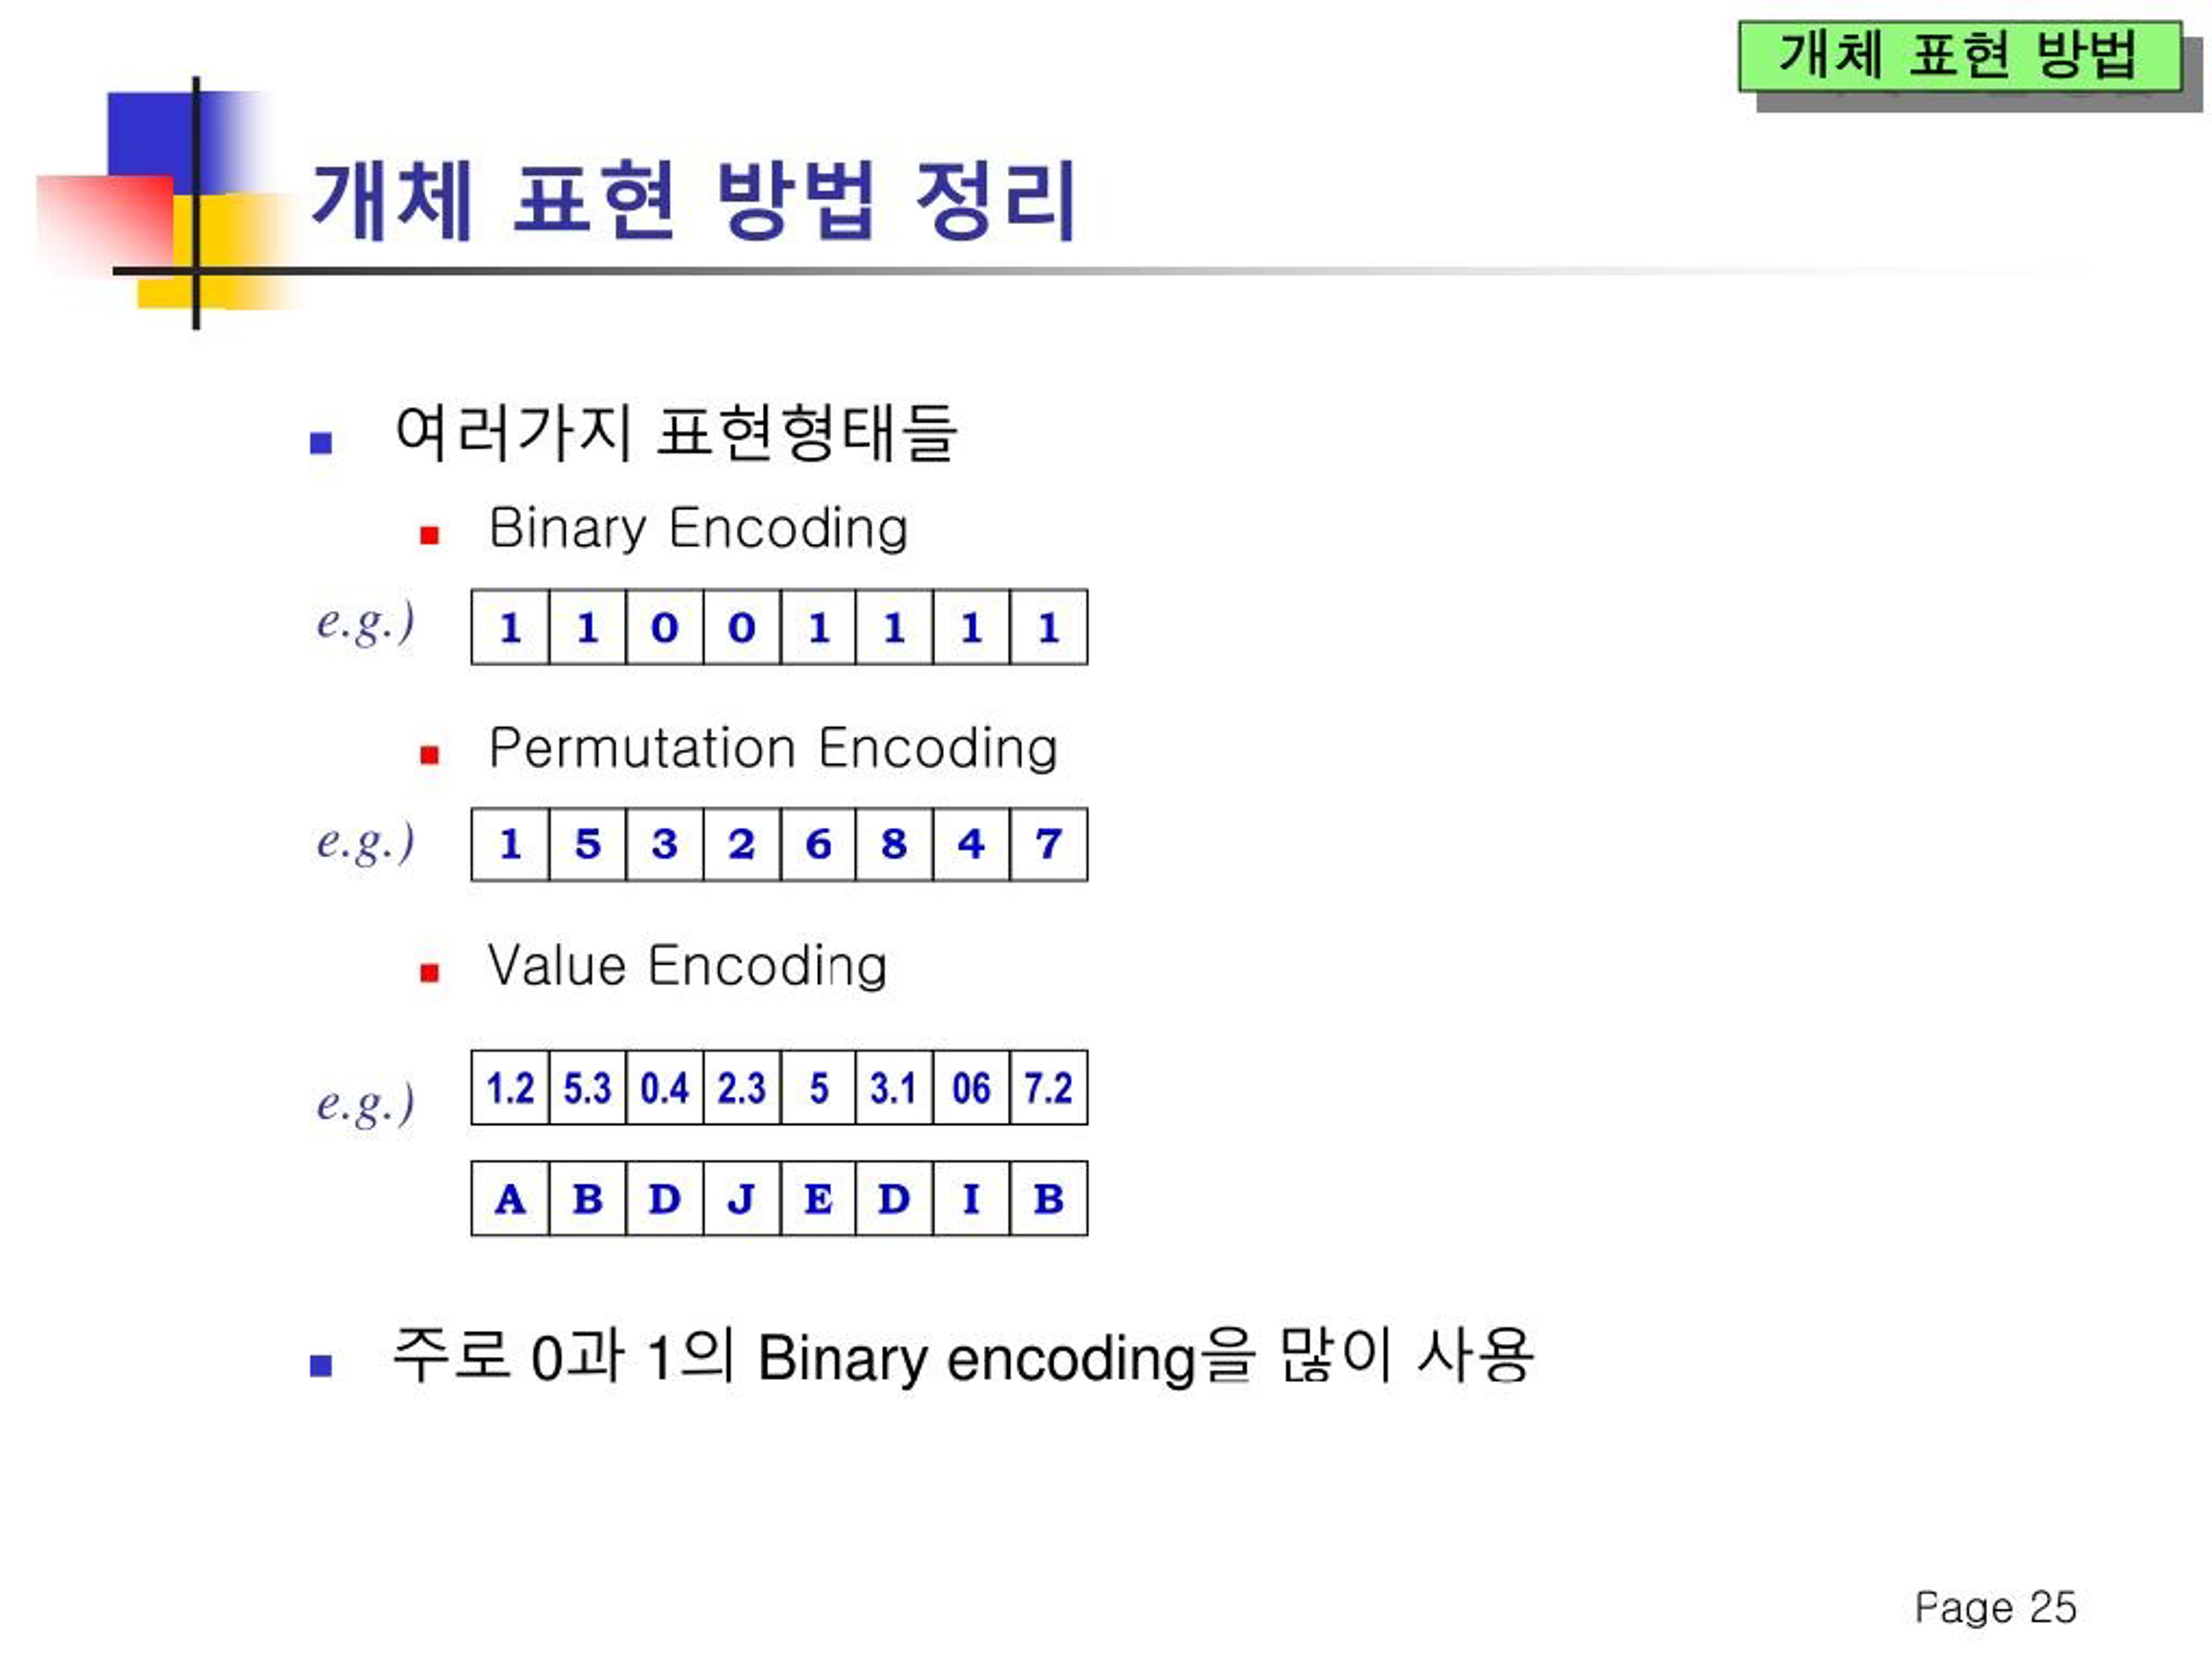 개체 표현 방법
개체 표현 방법 정리
여러가지 표현형태들
Binary Encoding
e.g.) 1 1 0 0 1 1 1 1
Permutation Encoding
e.g.) 1 5 3 2 6 8 4 7
Value Encoding
e.g.) 1.2 5.3 0.4 2.3 5 3.1 06 7.2
A B D J E D I B
주로 0과 1의 Binary encoding을 많이 사용
Page 25